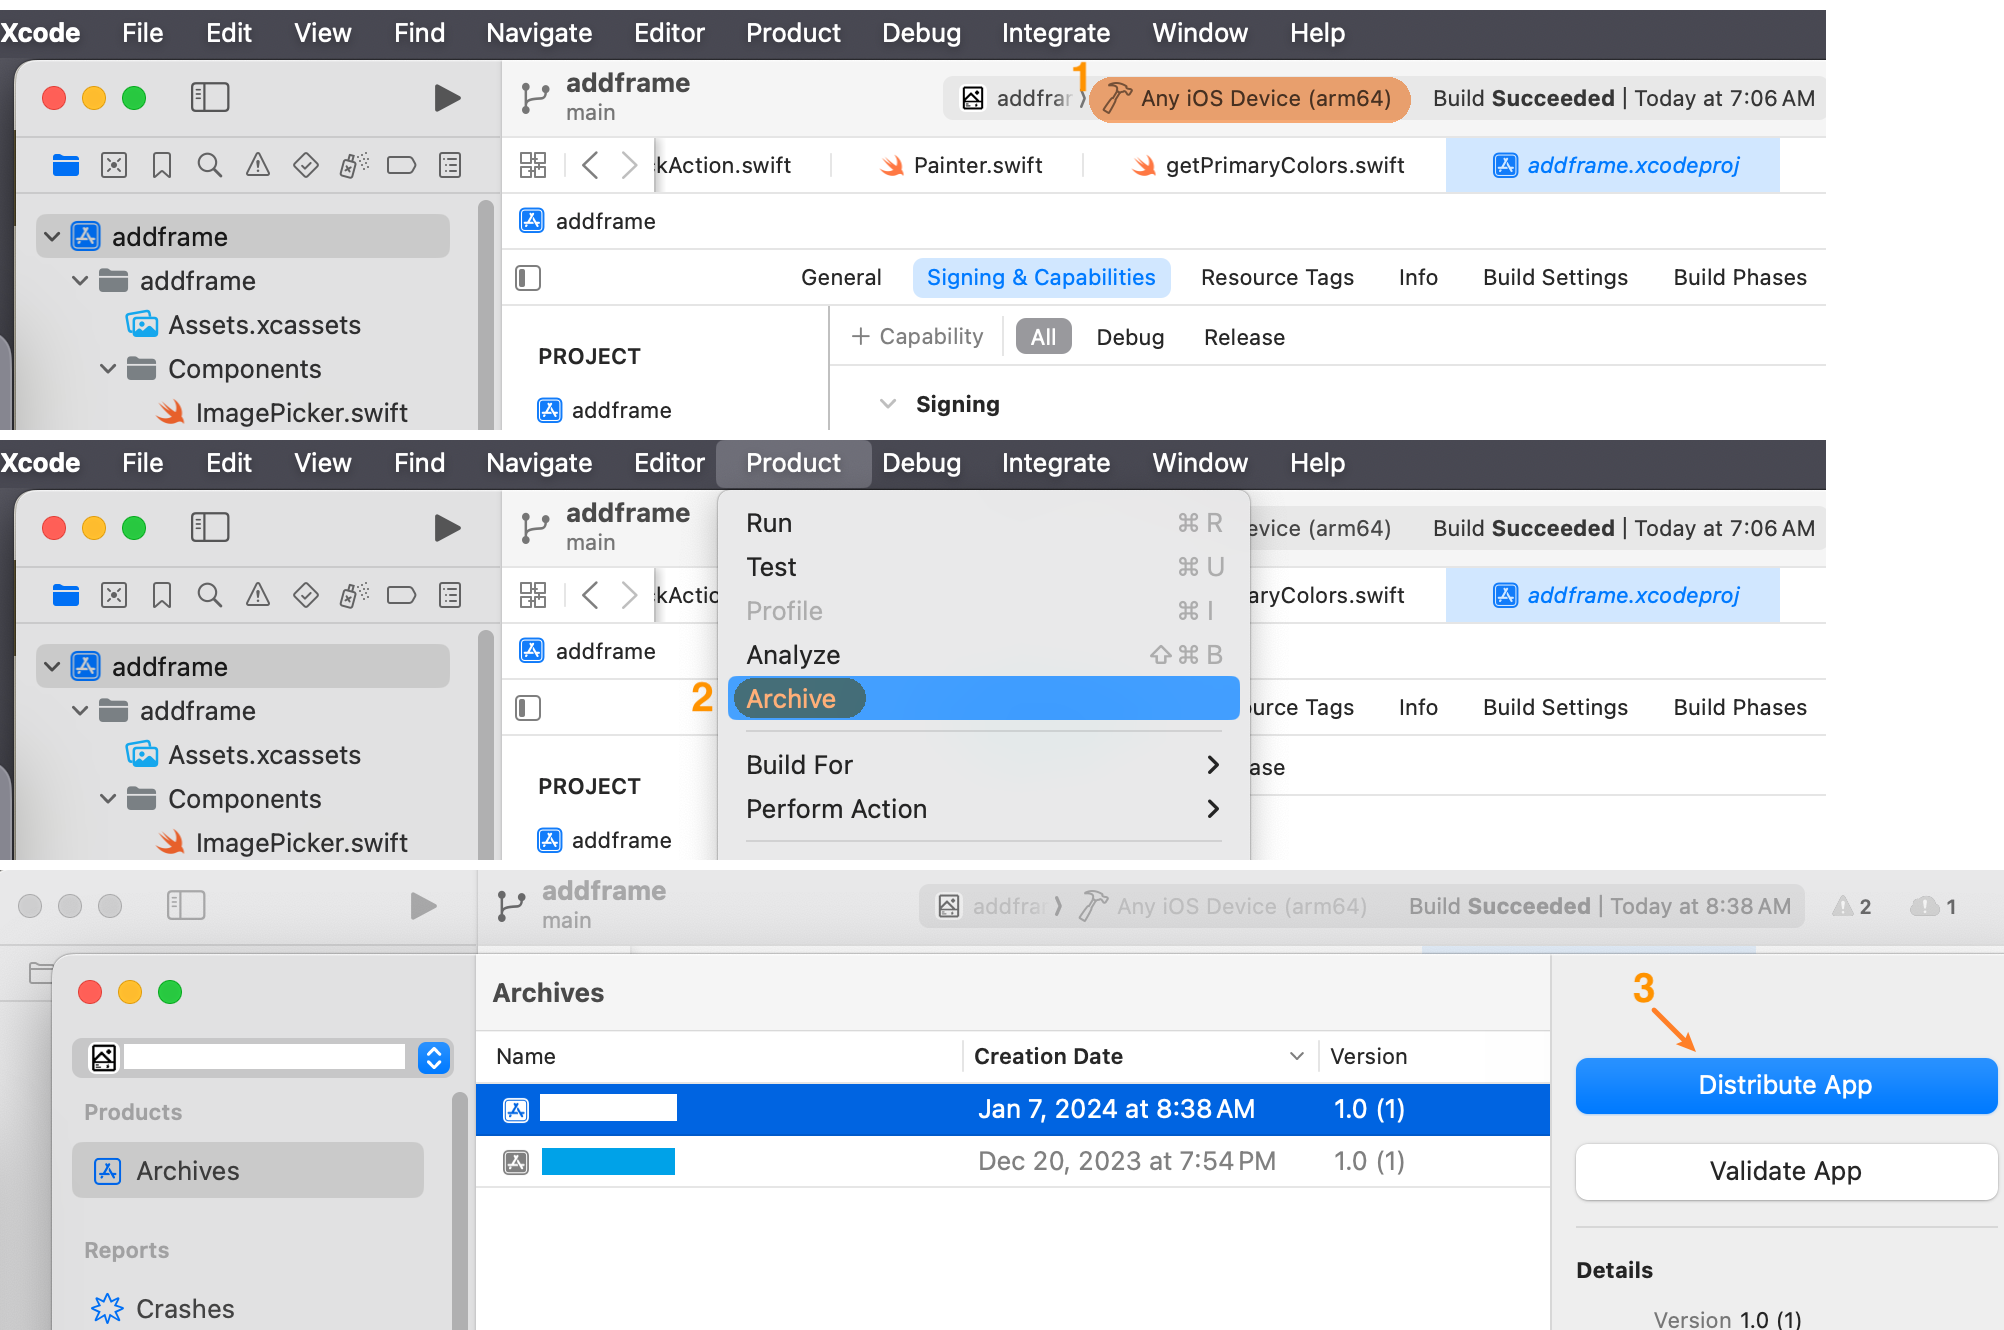 Xcode File Edit View Find Navigate Editor Product Debug Integrate Window Help
addframe
main
1
addfrar Any iOS Device (arm64) Build Succeeded | Today at 7:06 AM
kAction.swift Painter.swift getPrimaryColors.swift addframe.xcodeproj
addframe
addframe
General Signing & Capabilities Resource Tags Info Build Settings Build Phases
addframe
Assets.xcassets
Components
ImagePicker.swift
+ Capability All Debug Release
PROJECT
addframe
Signing
Xcode File Edit View Find Navigate Editor Product Debug Integrate Window Help
addframe
main
evice (arm64) Build Succeeded | Today at 7:06 AM
kActio aryColors.swift addframe.xcodeproj
addframe
addframe
urce Tags Info Build Settings Build Phases
addframe
Assets.xcassets
Components
ImagePicker.swift
ase
PROJECT
addframe
Run ⌘ R
Test ⌘ U
Profile ⌘ I
Analyze ⇧ ⌘ B
2
Archive
Build For
Perform Action
addframe
main
addfrar Any iOS Device (arm64) Build Succeeded | Today at 8:38 AM 2 1
Products
Archives
Reports
Crashes
Archives
Name Creation Date Version
Jan 7, 2024 at 8:38 AM 1.0 (1)
Dec 20, 2023 at 7:54 PM 1.0 (1)
3
Distribute App
Validate App
Details
Version 1.0 (1)